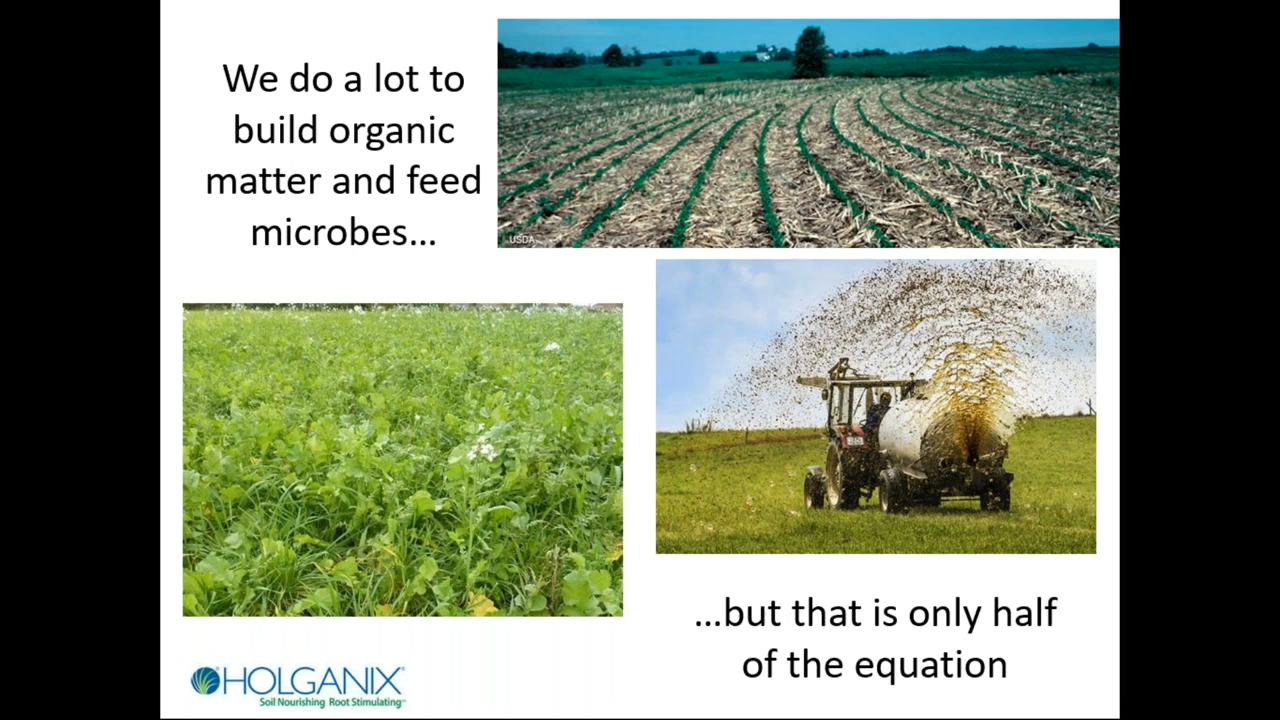 We do a lot to
build organic
matter and feed
microbes...
USDA
...but that is only half
of the equation
HOLGANIX
Soil Nourishing Root Stimulating™